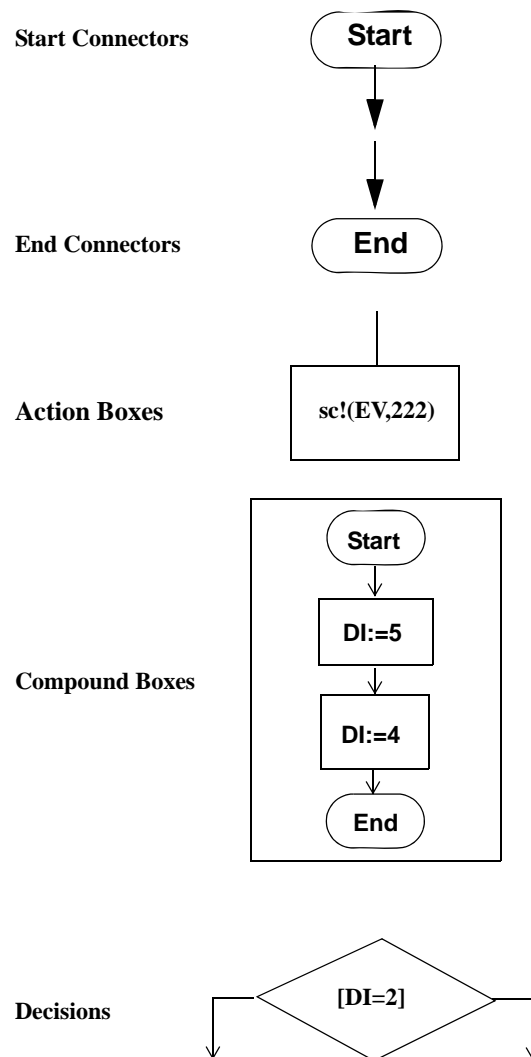 Start Connectors
Start
End Connectors
End
Action Boxes
sc!(EV,222)
Compound Boxes
Start
DI:=5
DI:=4
End
Decisions
[DI=2]